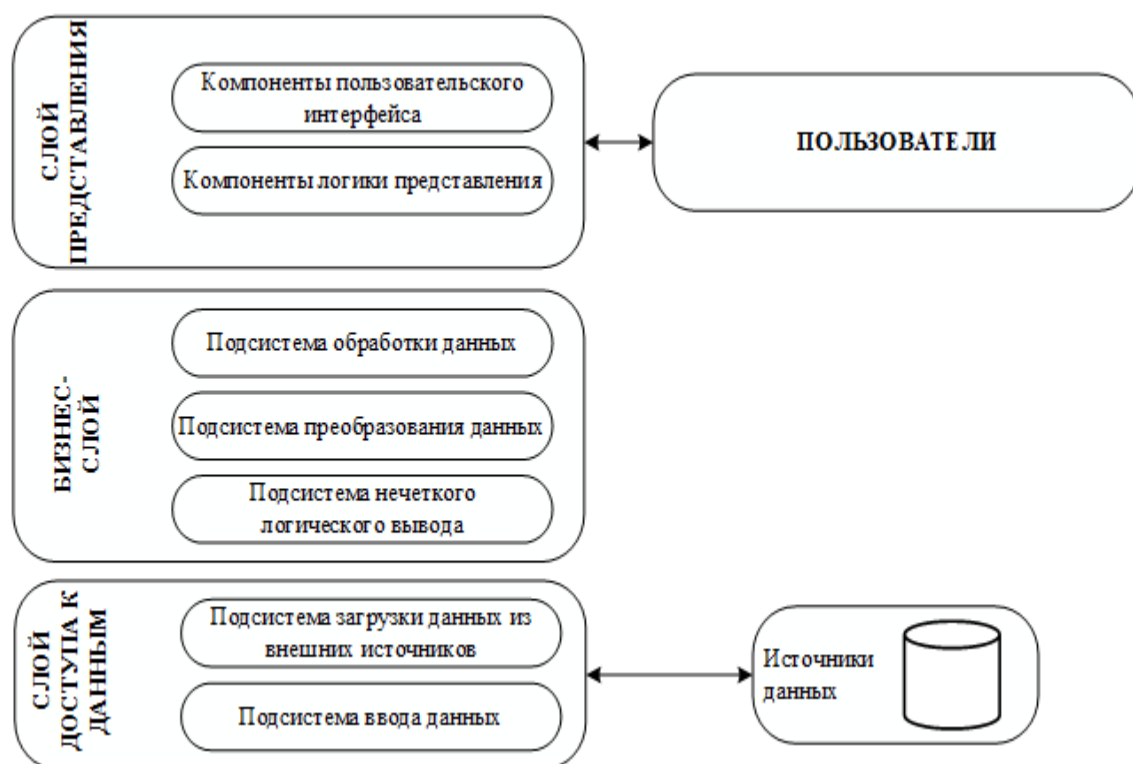 СЛОЙ
ПРЕДСТАВЛЕНИЯ
Компоненты пользовательского
интерфейса
Компоненты логики представления
ПОЛЬЗОВАТЕЛИ
БИЗНЕС-
СЛОЙ
Подсистема обработки данных
Подсистема преобразования данных
Подсистема нечеткого
логического вывода
СЛОЙ
ДОСТУПА К
ДАННЫМ
Подсистема загрузки данных из
внешних источников
Подсистема ввода данных
Источники
данных